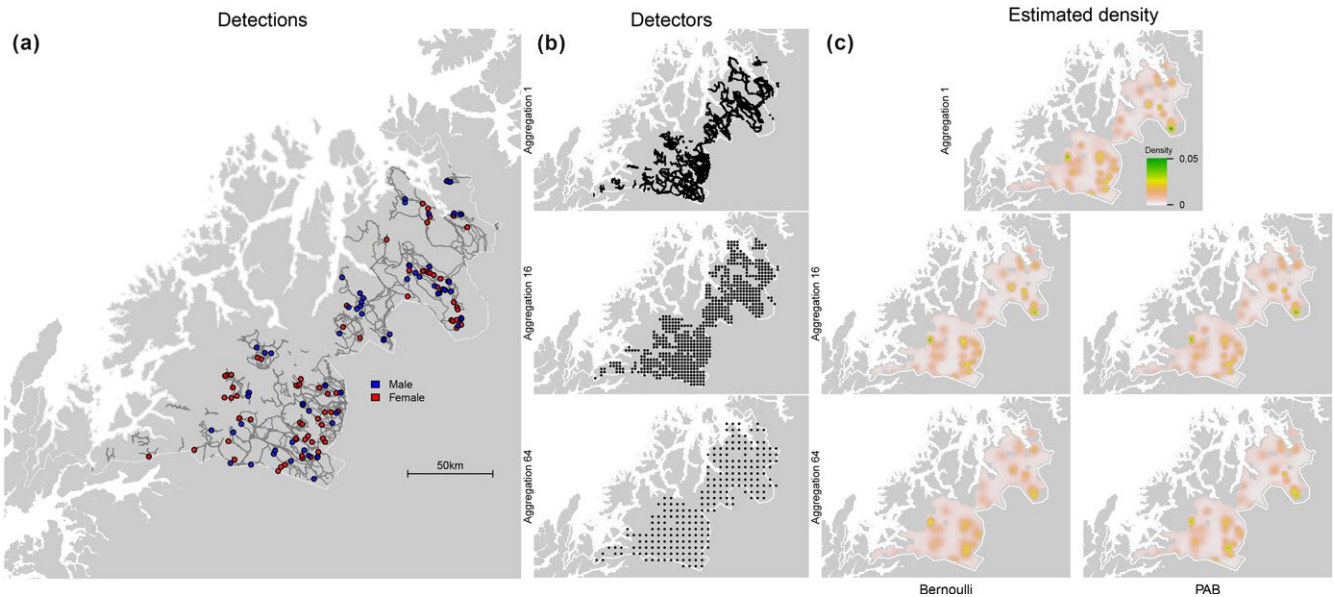 Detections
Detectors
Estimated density
(a)
(b)
(c)
Aggregation 1
Aggregation 1
Density
0.05
0
Male
Female
50km
Aggregation 16
Aggregation 16
Aggregation 64
Aggregation 64
Bernoulli
PAB